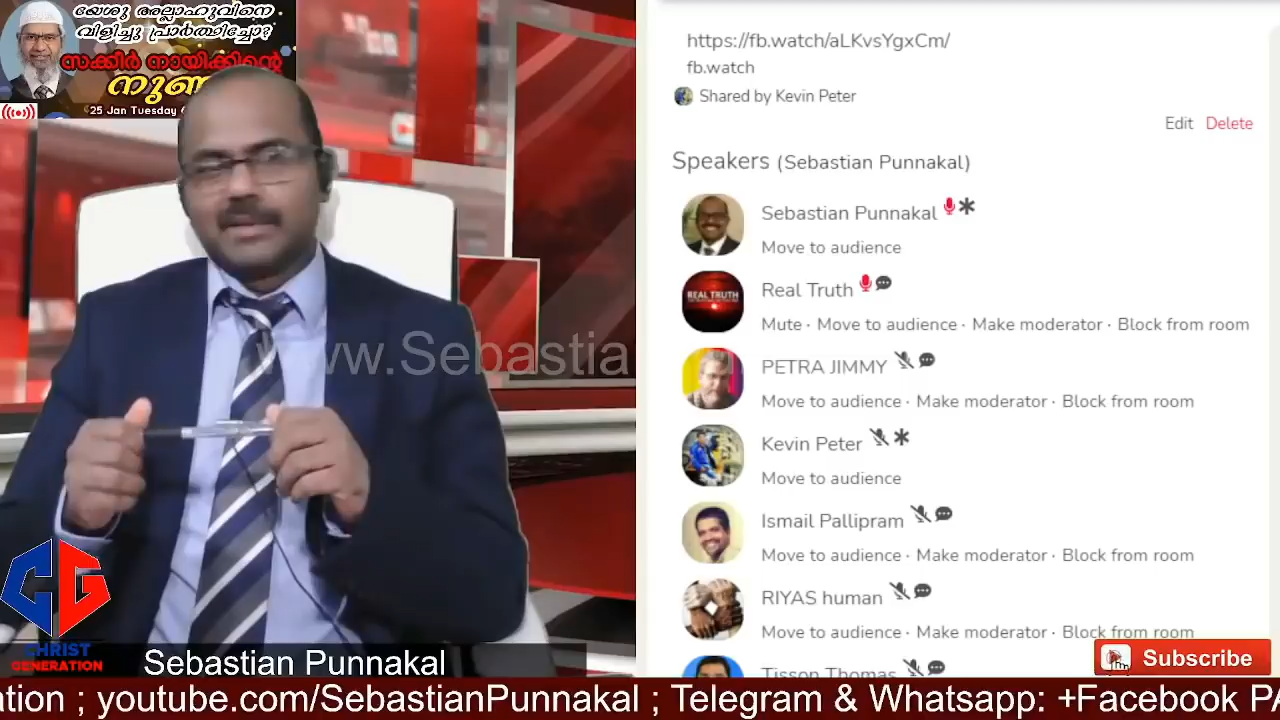 യേശു അല്ലാഹുവിനെ
വിളിച്ചു പ്രാർത്ഥിച്ചോ?
സക്കീർ നായിക്കിന്റെ
25 Jan Tuesday
www.Sebastia
CHRIST
GENERATION
Sebastian Punnakal
https://fb.watch/aLKvsYgxCm/
fb.watch
Shared by Kevin Peter
Edit Delete
Speakers (Sebastian Punnakal)
Sebastian Punnakal
Move to audience
REAL TRUTH
Real Truth
Mute · Move to audience · Make moderator · Block from room
PETRA JIMMY
Move to audience · Make moderator · Block from room
Kevin Peter
Move to audience
Ismail Pallipram
Move to audience · Make moderator · Block from room
RIYAS human
Move to audience · Make moderator · Block from room
Tisson Thomas
Subscribe
ation ; youtube.com/SebastianPunnakal ; Telegram & Whatsapp: +Facebook PA